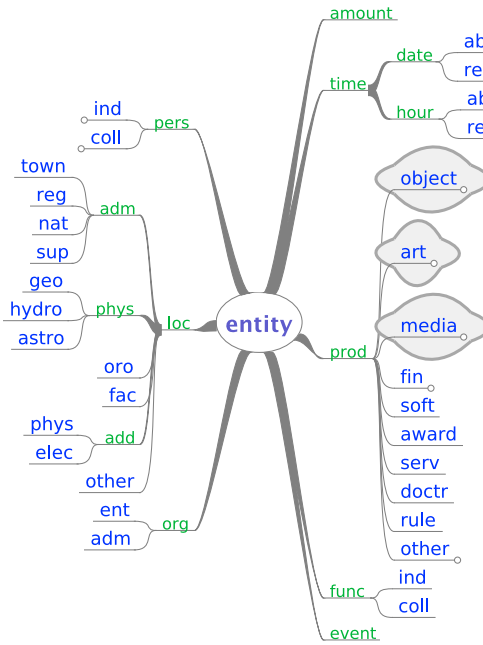 amount
date
ab
re
time
hour
ab
re
ind
pers
coll
town
reg
adm
nat
sup
geo
phys
hydro
astro
loc
oro
fac
phys
add
elec
other
ent
org
adm
entity
object
art
media
prod
fin
soft
award
serv
doctr
rule
other
ind
func
coll
event